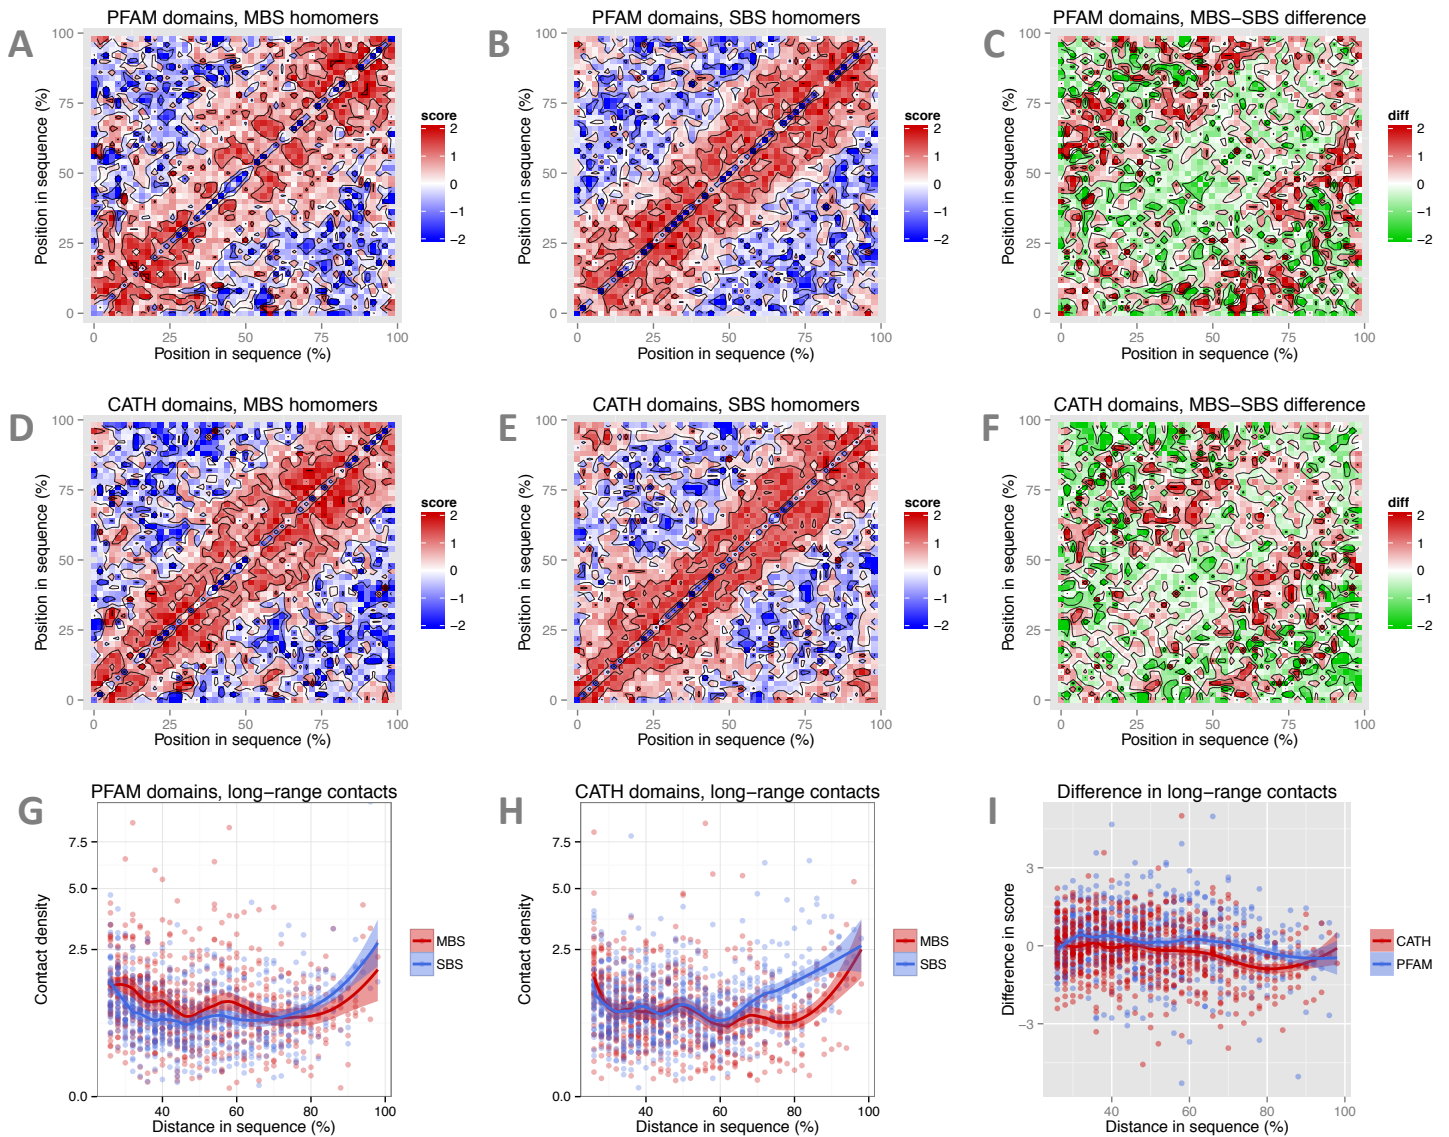 A
PFAM domains, MBS homomers
Position in sequence (%)
100
75
50
25
0
0
25
50
75
100
Position in sequence (%)
score
2
1
0
−1
−2
B
PFAM domains, SBS homomers
Position in sequence (%)
100
75
50
25
0
0
25
50
75
100
Position in sequence (%)
score
2
1
0
−1
−2
C
PFAM domains, MBS−SBS difference
Position in sequence (%)
100
75
50
25
0
0
25
50
75
100
Position in sequence (%)
diff
2
1
0
−1
−2
D
CATH domains, MBS homomers
Position in sequence (%)
100
75
50
25
0
0
25
50
75
100
Position in sequence (%)
score
2
1
0
−1
−2
E
CATH domains, SBS homomers
Position in sequence (%)
100
75
50
25
0
0
25
50
75
100
Position in sequence (%)
score
2
1
0
−1
−2
F
CATH domains, MBS−SBS difference
Position in sequence (%)
100
75
50
25
0
0
25
50
75
100
Position in sequence (%)
diff
2
1
0
−1
−2
G
PFAM domains, long−range contacts
Contact density
7.5
5.0
2.5
0.0
40
60
80
100
Distance in sequence (%)
MBS
SBS
H
CATH domains, long−range contacts
Contact density
7.5
5.0
2.5
0.0
40
60
80
100
Distance in sequence (%)
MBS
SBS
I
Difference in long−range contacts
Difference in score
3
0
−3
40
60
80
100
Distance in sequence (%)
CATH
PFAM